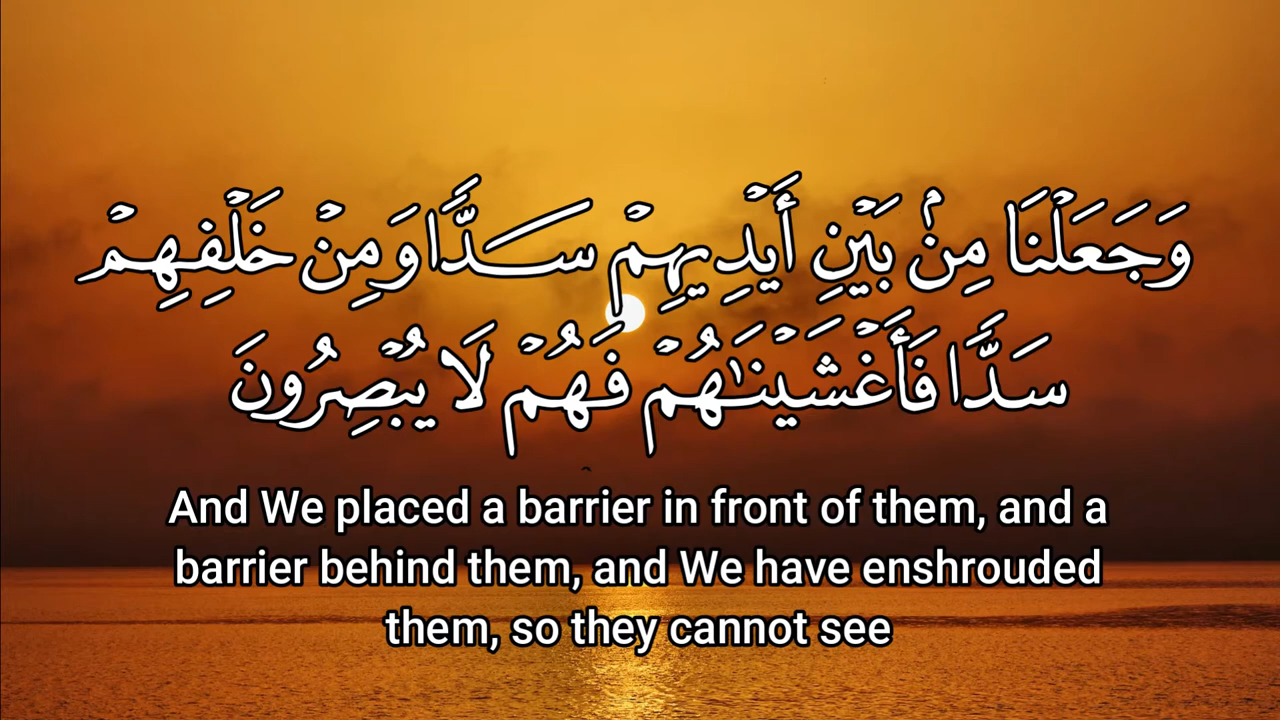 وَجَعَلْنَا مِنۢ بَيْنِ أَيْدِيهِمْ سَدًّا وَمِنْ خَلْفِهِمْ
سَدًّا فَأَغْشَيْنَـٰهُمْ فَهُمْ لَا يُبْصِرُونَ
And We placed a barrier in front of them, and a
barrier behind them, and We have enshrouded
them, so they cannot see